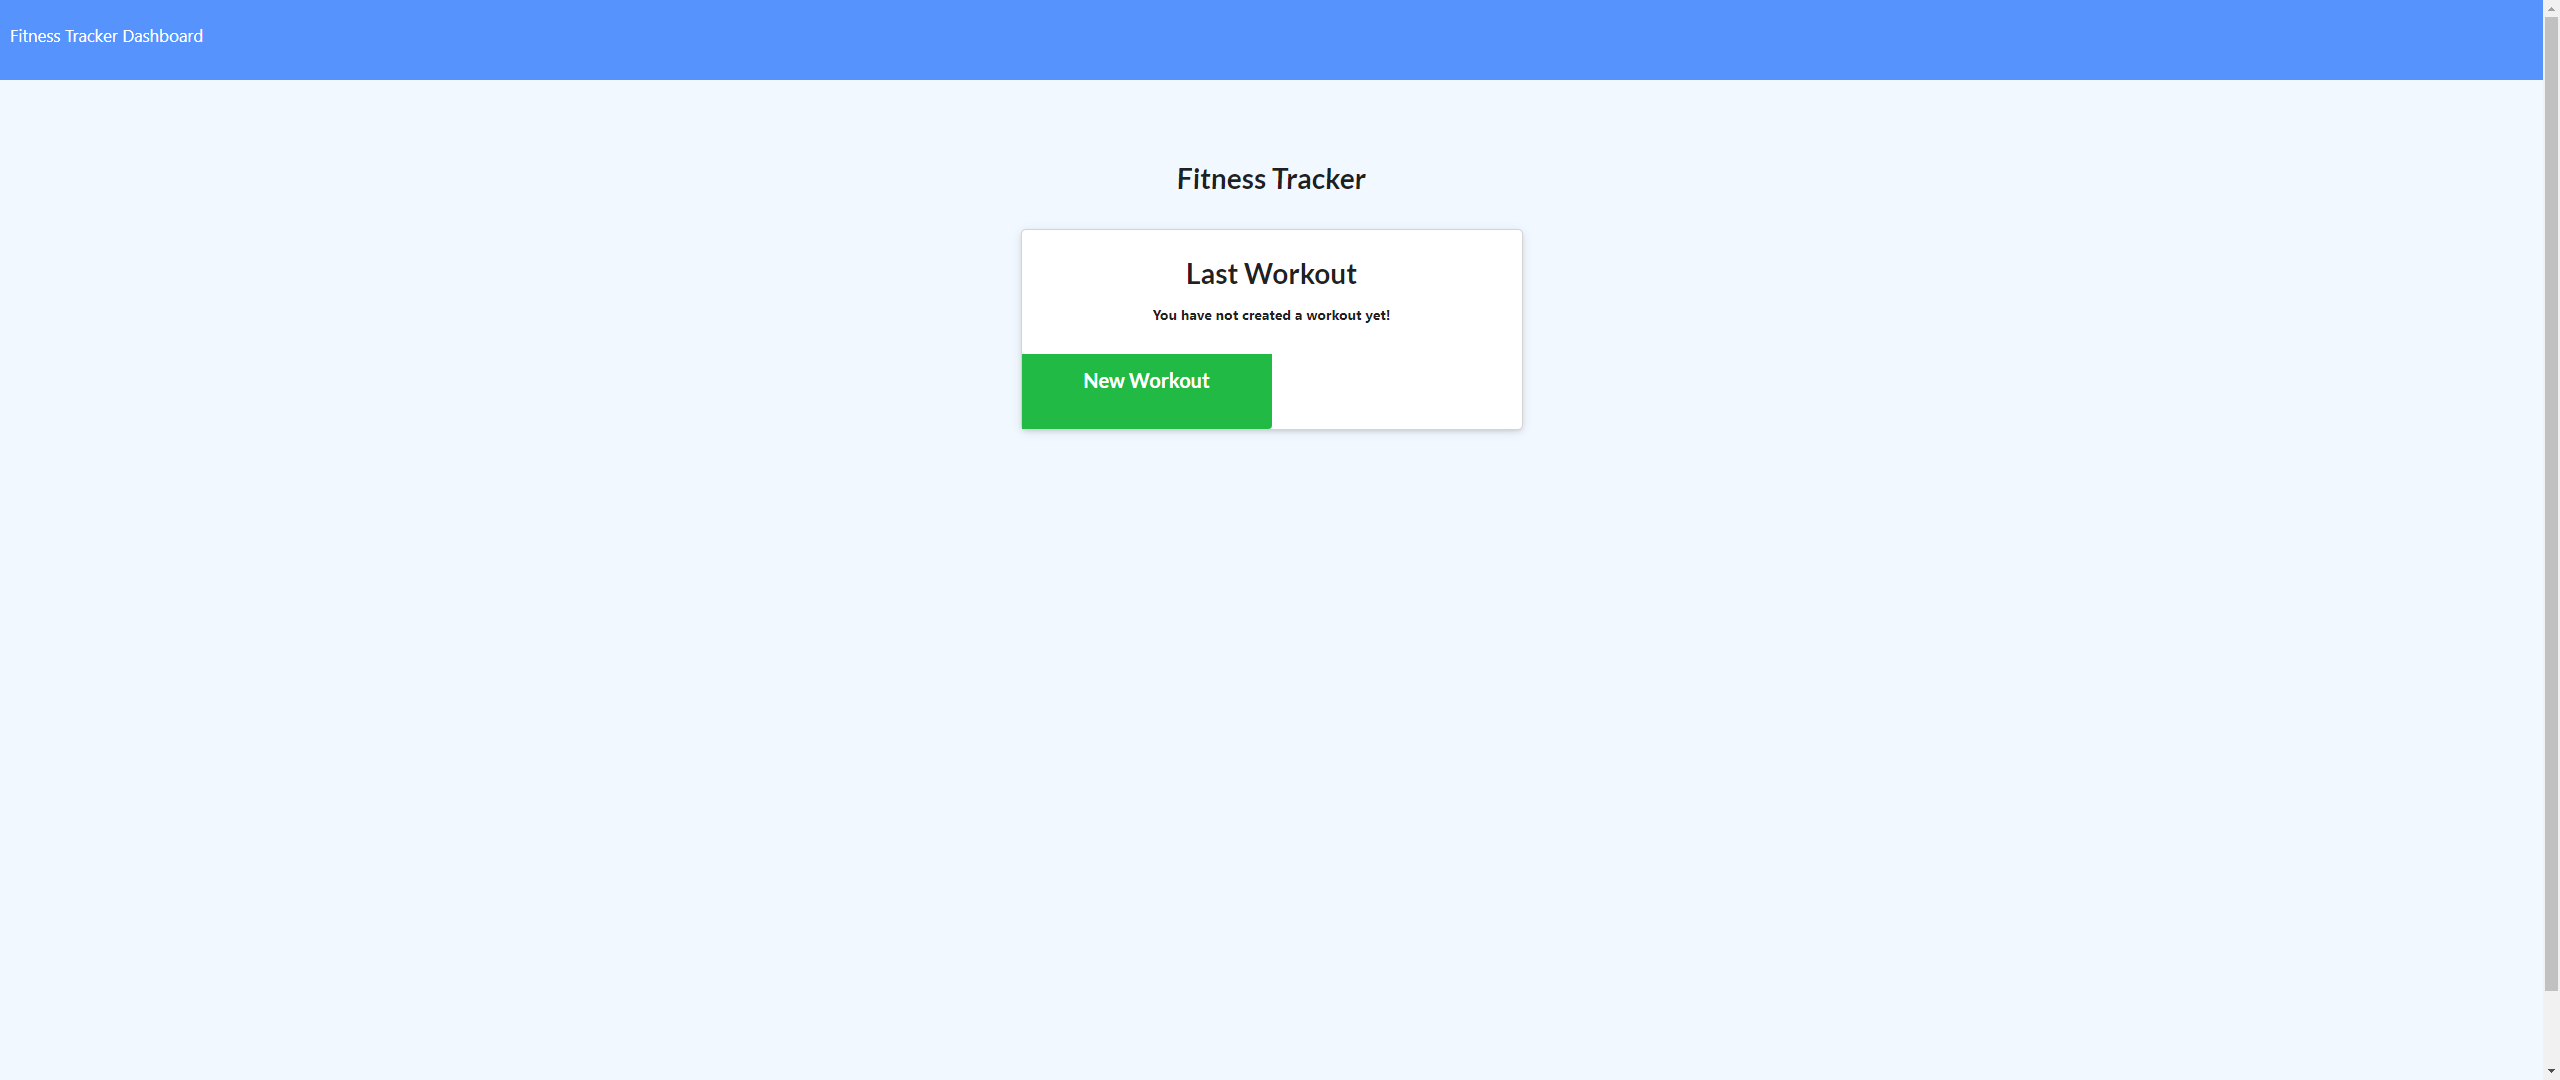 Fitness Tracker Dashboard
Fitness Tracker
Last Workout
You have not created a workout yet!
New Workout